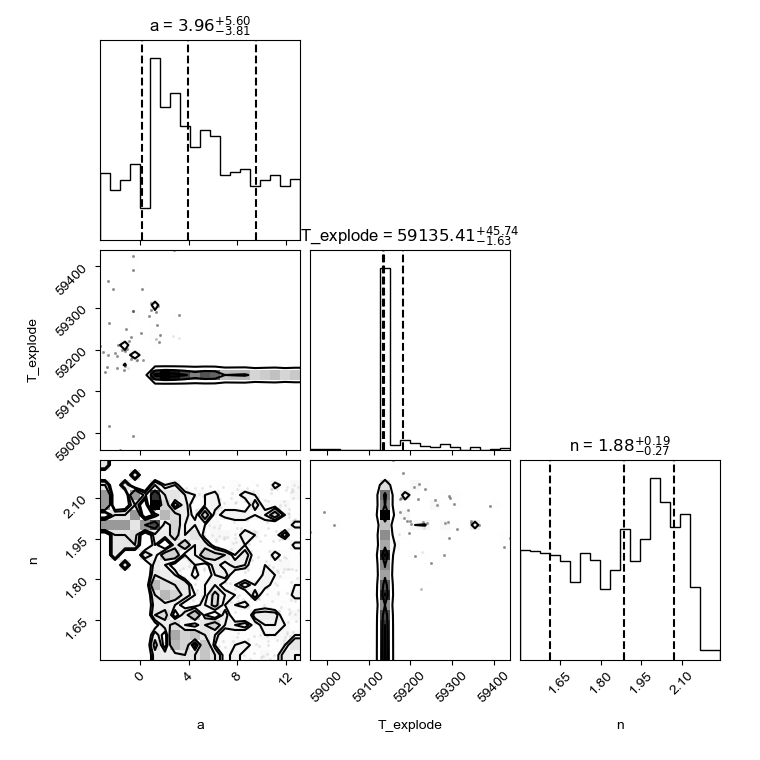 a = 3.96+5.60−3.81
T_explode = 59135.41+45.74−1.63
59400
59300
59200
59100
59000
T_explode
n = 1.88+0.19−0.27
2.10
1.95
1.80
1.65
n
0 4 8 12
59000 59100 59200 59300 59400
1.65 1.80 1.95 2.10
a T_explode n